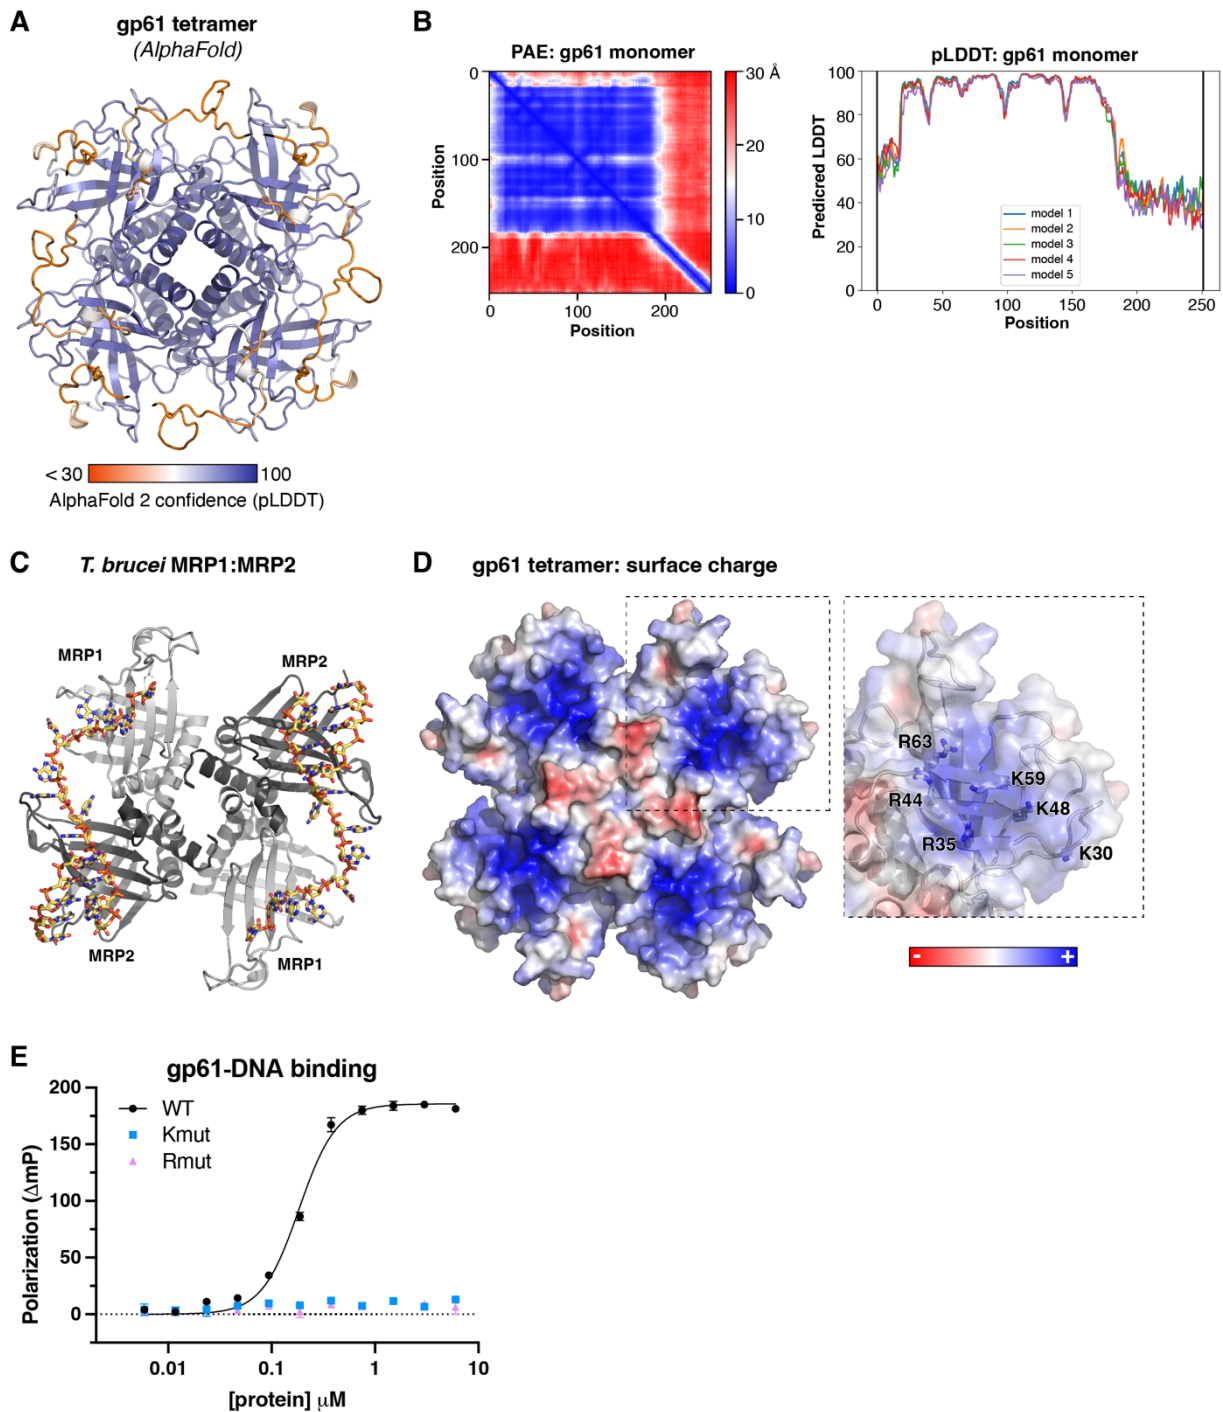 A
gp61 tetramer
(AlphaFold)
< 30
100
AlphaFold 2 confidence (pLDDT)
B
PAE: gp61 monomer
0
100
200
Position
0
100
200
Position
30 Å
20
10
0
pLDDT: gp61 monomer
100
80
60
40
20
0
Predicred LDDT
model 1
model 2
model 3
model 4
model 5
0
50
100
150
200
250
Position
C
T. brucei MRP1:MRP2
MRP1
MRP2
MRP2
MRP1
D
gp61 tetramer: surface charge
R63
K59
R44
K48
R35
K30
-
+
E
gp61-DNA binding
200
150
100
50
0
Polarization (ΔmP)
WT
Kmut
Rmut
0.01
0.1
1
10
[protein] μM